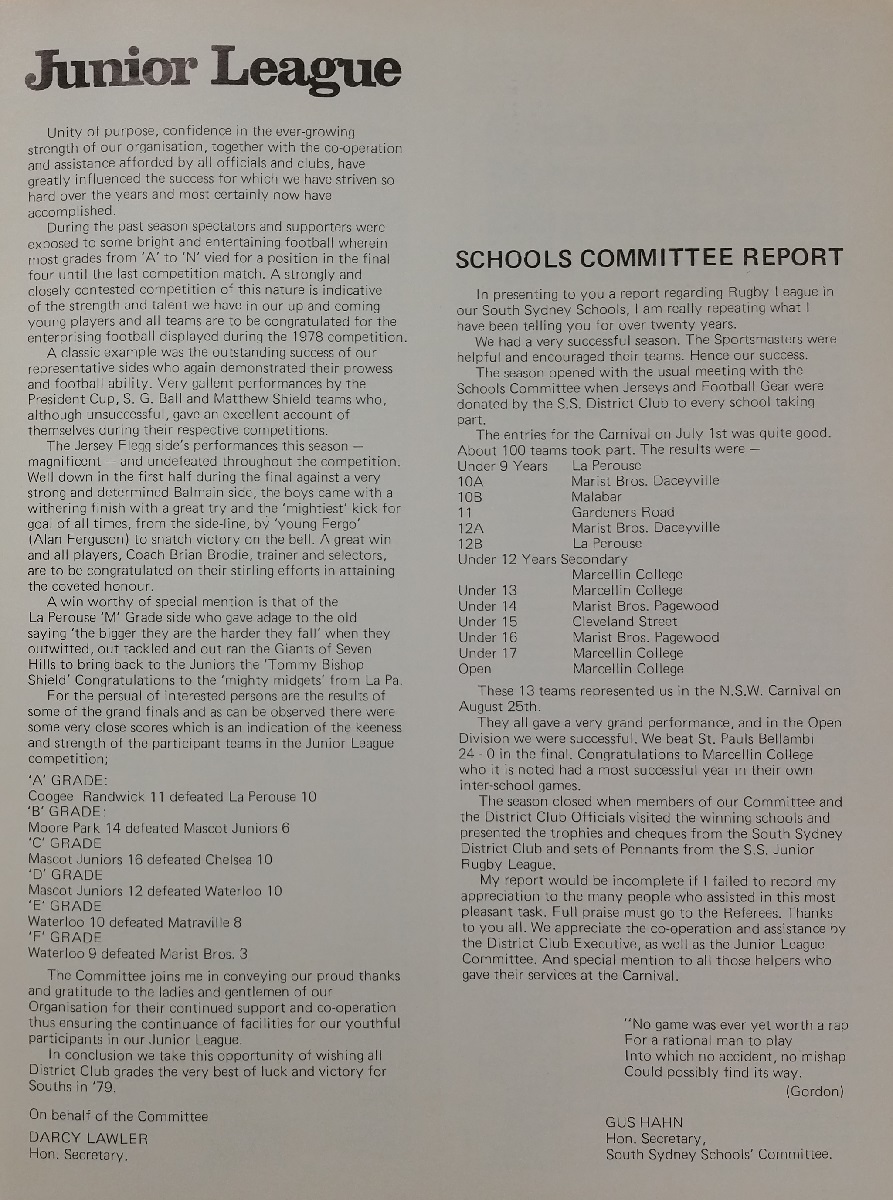 Junior League
Unity of purpose, confidence in the ever-growing
strength of our organisation, together with the co-operation
and assistance afforded by all officials and clubs, have
greatly influenced the success for which we have striven so
hard over the years and most certainly now have
accomplished.
During the past season spectators and supporters were
exposed to some bright and entertaining football wherein
most grades from 'A' to 'N' vied for a position in the final
four until the last competition match. A strongly and
closely contested competition of this nature is indicative
of the strength and talent we have in our up and coming
young players and all teams are to be congratulated for the
enterprising football displayed during the 1978 competition.
A classic example was the outstanding success of our
representative sides who again demonstrated their prowess
and football ability. Very gallent performances by the
President Cup, S. G. Ball and Matthew Shield teams who,
although unsuccessful, gave an excellent account of
themselves during their respective competitions.
The Jersey Flegg side's performances this season —
magnificent — and undefeated throughout the competition.
Well down in the first half during the final against a very
strong and determined Balmain side, the boys came with a
withering finish with a great try and the 'mightiest' kick for
goal of all times, from the side-line, by 'young Fergo'
(Alan Ferguson) to snatch victory on the bell. A great win
and all players, Coach Brian Brodie, trainer and selectors,
are to be congratulated on their stirling efforts in attaining
the coveted honour.
A win worthy of special mention is that of the
La Perouse 'M' Grade side who gave adage to the old
saying 'the bigger they are the harder they fall' when they
outwitted, out tackled and out ran the Giants of Seven
Hills to bring back to the Juniors the 'Tommy Bishop
Shield' Congratulations to the 'mighty midgets' from La Pa.
For the persual of interested persons are the results of
some of the grand finals and as can be observed there were
some very close scores which is an indication of the keeness
and strength of the participant teams in the Junior League
competition;
'A' GRADE:
Coogee Randwick 11 defeated La Perouse 10
'B' GRADE:
Moore Park 14 defeated Mascot Juniors 6
'C' GRADE
Mascot Juniors 16 defeated Chelsea 10
'D' GRADE
Mascot Juniors 12 defeated Waterloo 10
'E' GRADE
Waterloo 10 defeated Matraville 8
'F' GRADE
Waterloo 9 defeated Marist Bros. 3
The Committee joins me in conveying our proud thanks
and gratitude to the ladies and gentlemen of our
Organisation for their continued support and co-operation
thus ensuring the continuance of facilities for our youthful
participants in our Junior League.
In conclusion we take this opportunity of wishing all
District Club grades the very best of luck and victory for
Souths in '79.
On behalf of the Committee
DARCY LAWLER
Hon. Secretary.
SCHOOLS COMMITTEE REPORT
In presenting to you a report regarding Rugby League in
our South Sydney Schools, I am really repeating what I
have been telling you for over twenty years.
We had a very successful season. The Sportsmasters were
helpful and encouraged their teams. Hence our success.
The season opened with the usual meeting with the
Schools Committee when Jerseys and Football Gear were
donated by the S.S. District Club to every school taking
part.
The entries for the Carnival on July 1st was quite good.
About 100 teams took part. The results were —
Under 9 Years La Perouse
10A Marist Bros. Daceyville
10B Malabar
11 Gardeners Road
12A Marist Bros. Daceyville
12B La Perouse
Under 12 Years Secondary
Marcellin College
Under 13 Marcellin College
Under 14 Marist Bros. Pagewood
Under 15 Cleveland Street
Under 16 Marist Bros. Pagewood
Under 17 Marcellin College
Open Marcellin College
These 13 teams represented us in the N.S.W. Carnival on
August 25th.
They all gave a very grand performance, and in the Open
Division we were successful. We beat St. Pauls Bellambi
24 - 0 in the final. Congratulations to Marcellin College
who it is noted had a most successful year in their own
inter-school games.
The season closed when members of our Committee and
the District Club Officials visited the winning schools and
presented the trophies and cheques from the South Sydney
District Club and sets of Pennants from the S.S. Junior
Rugby League.
My report would be incomplete if I failed to record my
appreciation to the many people who assisted in this most
pleasant task. Full praise must go to the Referees. Thanks
to you all. We appreciate the co-operation and assistance by
the District Club Executive, as well as the Junior League
Committee. And special mention to all those helpers who
gave their services at the Carnival.
"No game was ever yet worth a rap
For a rational man to play
Into which no accident, no mishap
Could possibly find its way.
(Gordon)
GUS HAHN
Hon. Secretary,
South Sydney Schools' Committee.